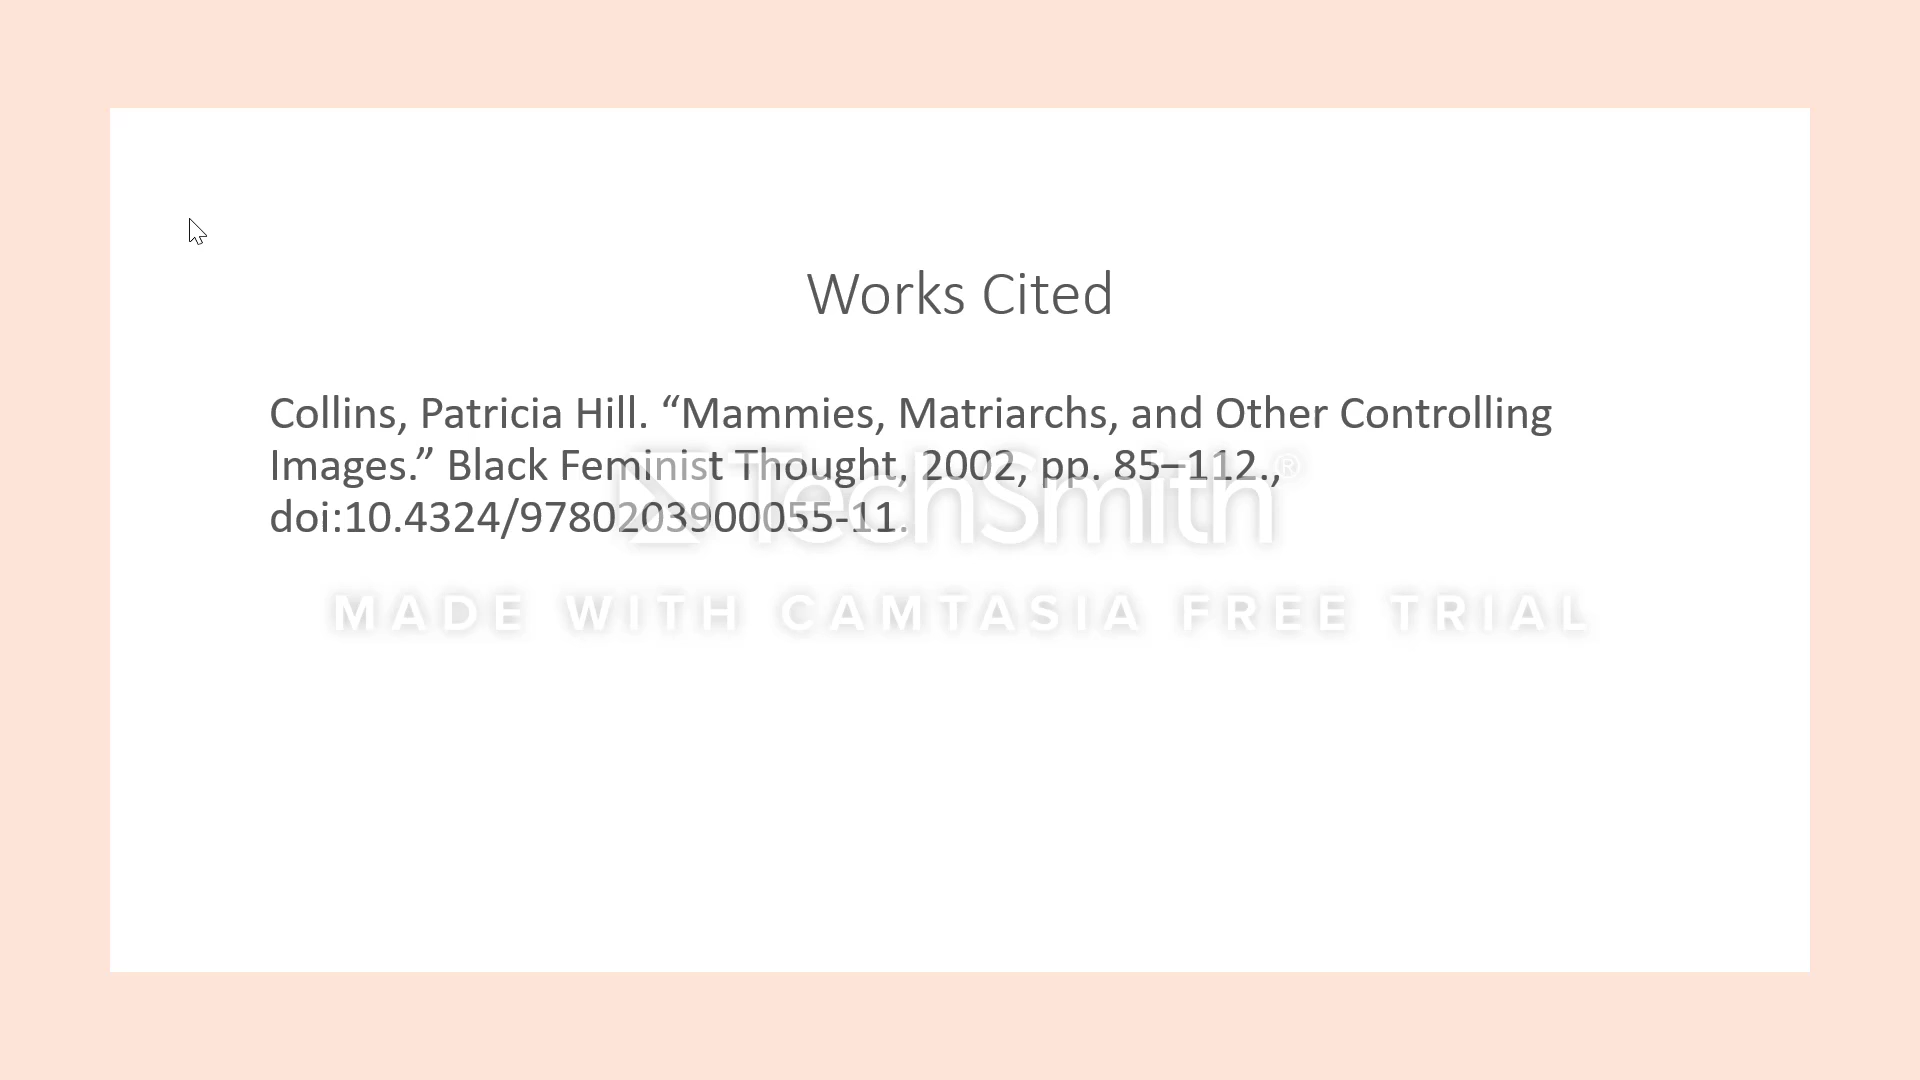 Works Cited
Collins, Patricia Hill. “Mammies, Matriarchs, and Other Controlling
Images.” Black Feminist Thought, 2002, pp. 85–112.,
doi:10.4324/9780203900055-11.
TechSmith®
MADE WITH CAMTASIA FREE TRIAL